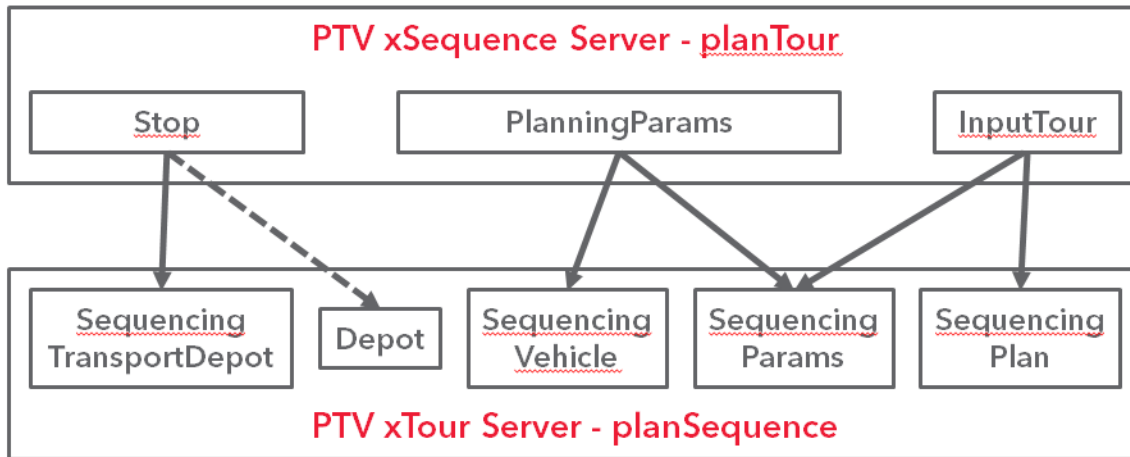 PTV xSequence Server - planTour
Stop
PlanningParams
InputTour
Sequencing
TransportDepot
Depot
Sequencing
Vehicle
Sequencing
Params
Sequencing
Plan
PTV xTour Server - planSequence